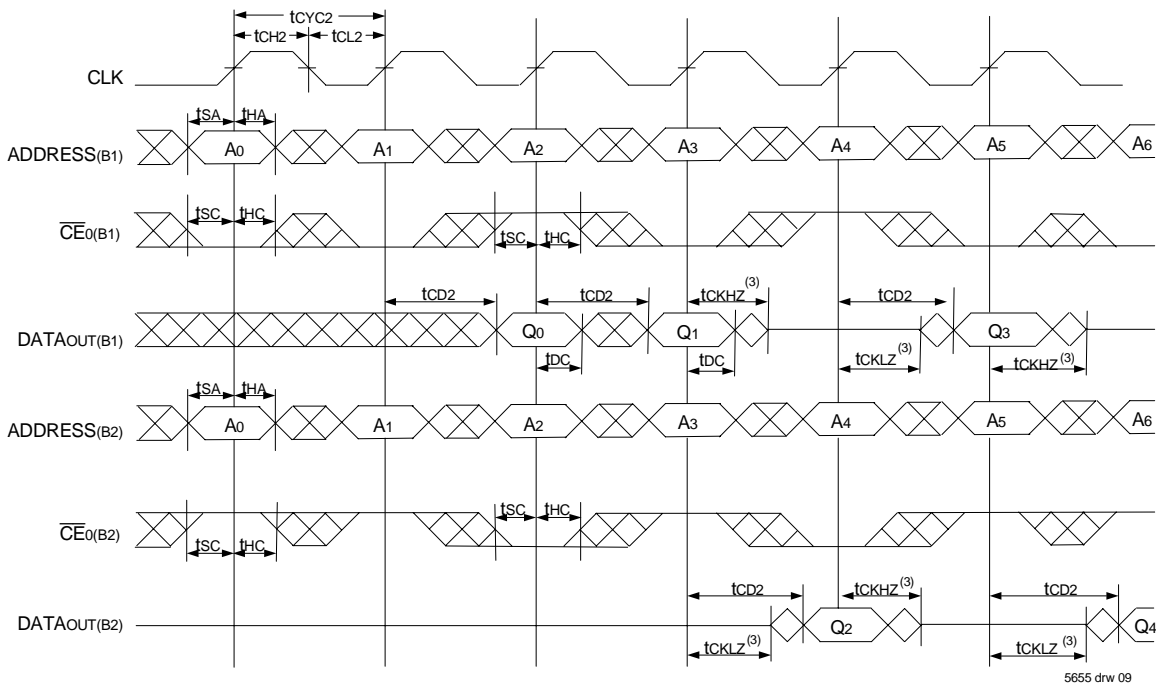 tCYC2
tCH2 tCL2
CLK
tSA tHA
ADDRESS(B1) A0 A1 A2 A3 A4 A5 A6
tSC tHC
CE0(B1)
tSC tHC
tCD2 tCD2 tCKHZ(3) tCD2
DATAOUT(B1) Q0 Q1 Q3
tDC tDC tCKLZ(3) tCKHZ(3)
tSA tHA
ADDRESS(B2) A0 A1 A2 A3 A4 A5 A6
tSC tHC
CE0(B2)
tSC tHC
tCD2 tCKHZ(3) tCD2
DATAOUT(B2) Q2 Q4
tCKLZ(3) tCKLZ(3)
5655 drw 09